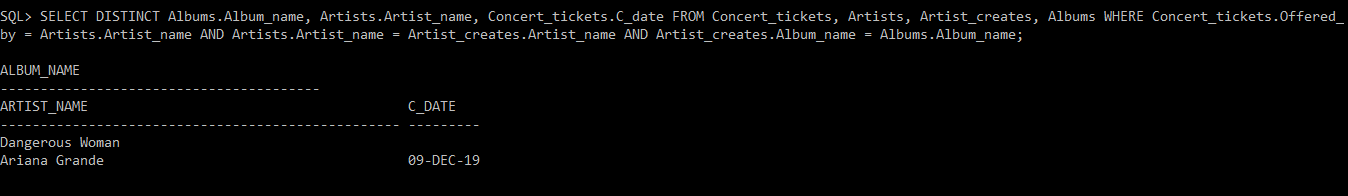 SQL> SELECT DISTINCT Albums.Album_name, Artists.Artist_name, Concert_tickets.C_date FROM Concert_tickets, Artists, Artist_creates, Albums WHERE Concert_tickets.Offered_
by = Artists.Artist_name AND Artists.Artist_name = Artist_creates.Artist_name AND Artist_creates.Album_name = Albums.Album_name;
ALBUM_NAME
----------------------------------------
ARTIST_NAME                                        C_DATE
-------------------------------------------------- ---------
Dangerous Woman
Ariana Grande                                      09-DEC-19